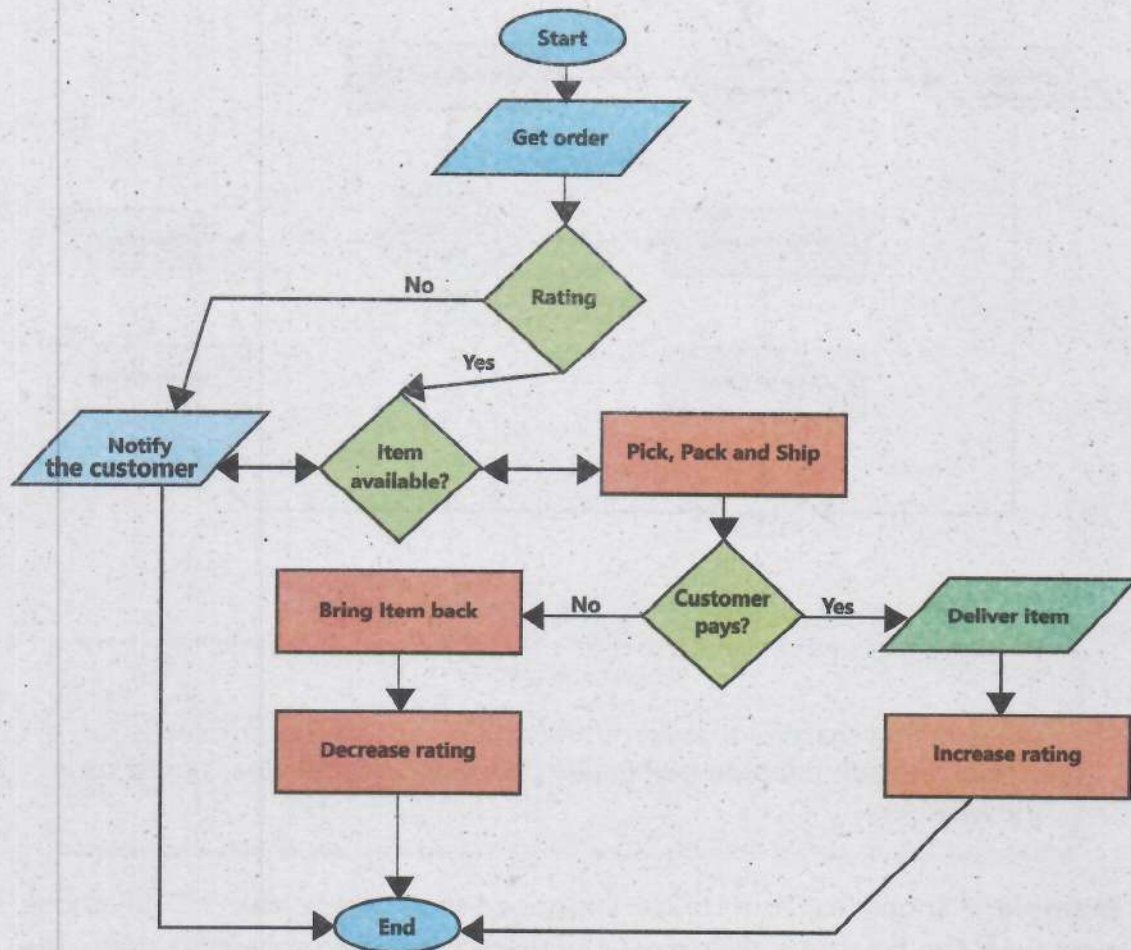 Start
Get order
Rating
No
Yes
Notify
the customer
Item
available?
Pick, Pack and Ship
Customer
pays?
No
Yes
Bring Item back
Deliver item
Decrease rating
Increase rating
End